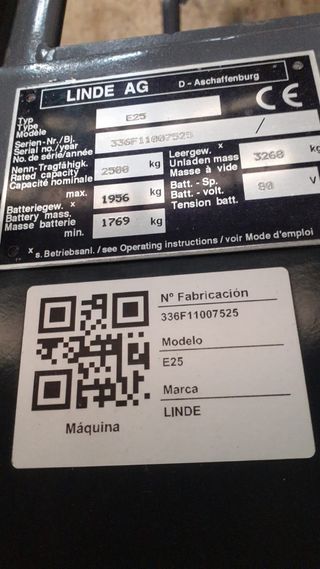 LINDE AG
D - Aschaffenburg
Typ
Type
Modèle
E25
CE
Serien-Nr./Bj.
Serial no./year
No. de série/année
336F11007525 /
Nenn-Tragfähigk.
Rated capacity
Capacité nominale
2500 kg
Leergew. x
Unladen mass
Masse à vide
3260 kg
Batteriegew. x
Battery mass.
Masse batterie
max. 1956 kg
min. 1769 kg
Batt. - Sp.
Batt. - volt.
Tension batt.
80 V
x s. Betriebsanl. / see Operating instructions / voir Mode d'emploi
Nº Fabricación
336F11007525
Modelo
E25
Marca
LINDE
Máquina